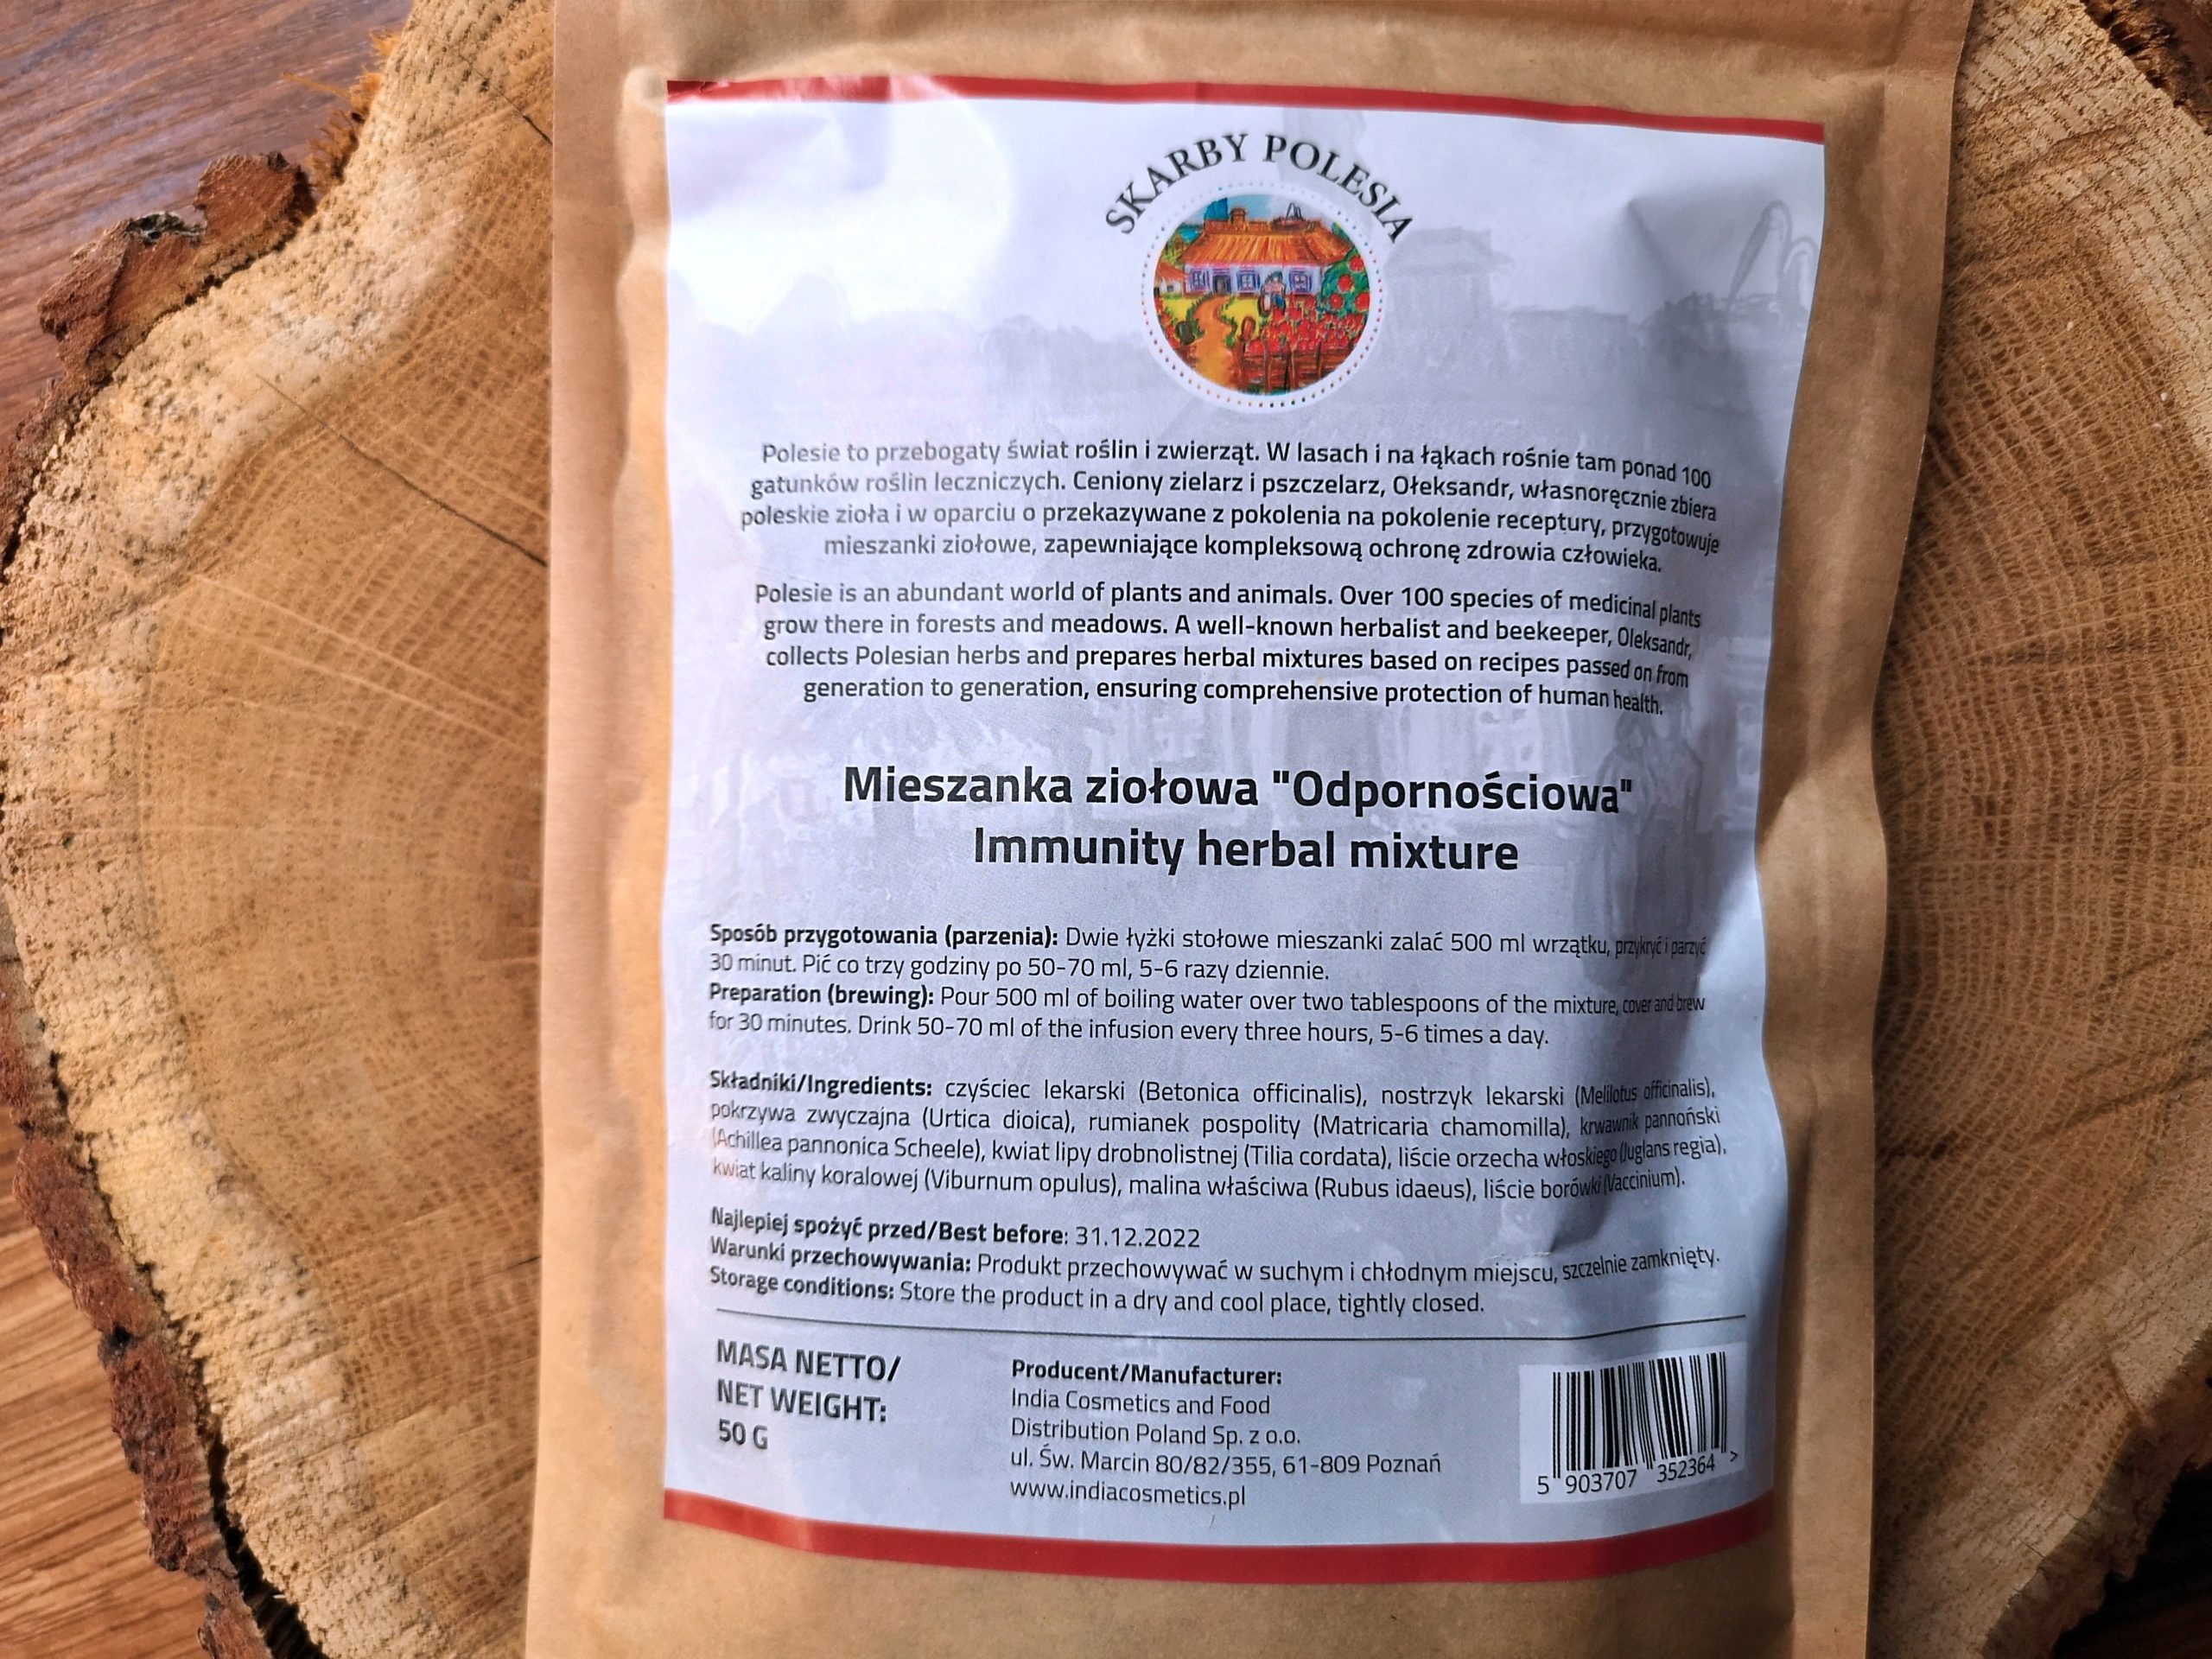 SKARBY POLESIA
Polesie to przebogaty świat roślin i zwierząt. W lasach i na łąkach rośnie tam ponad 100
gatunków roślin leczniczych. Ceniony zielarz i pszczelarz, Ołeksandr, własnoręcznie zbiera
poleskie zioła i w oparciu o przekazywane z pokolenia na pokolenie receptury, przygotowuje
mieszanki ziołowe, zapewniające kompleksową ochronę zdrowia człowieka.
Polesie is an abundant world of plants and animals. Over 100 species of medicinal plants
grow there in forests and meadows. A well-known herbalist and beekeeper, Oleksandr,
collects Polesian herbs and prepares herbal mixtures based on recipes passed on from
generation to generation, ensuring comprehensive protection of human health.
Mieszanka ziołowa "Odpornościowa"
Immunity herbal mixture
Sposób przygotowania (parzenia): Dwie łyżki stołowe mieszanki zalać 500 ml wrzątku, przykryć i parzyć
30 minut. Pić co trzy godziny po 50-70 ml, 5-6 razy dziennie.
Preparation (brewing): Pour 500 ml of boiling water over two tablespoons of the mixture, cover and brew
for 30 minutes. Drink 50-70 ml of the infusion every three hours, 5-6 times a day.
Składniki/Ingredients: czyściec lekarski (Betonica officinalis), nostrzyk lekarski (Melilotus officinalis),
pokrzywa zwyczajna (Urtica dioica), rumianek pospolity (Matricaria chamomilla), krwawnik pannoński
(Achillea pannonica Scheele), kwiat lipy drobnolistnej (Tilia cordata), liście orzecha włoskiego (Juglans regia),
kwiat kaliny koralowej (Viburnum opulus), malina właściwa (Rubus idaeus), liście borówki (Vaccinium).
Najlepiej spożyć przed/Best before: 31.12.2022
Warunki przechowywania: Produkt przechowywać w suchym i chłodnym miejscu, szczelnie zamknięty.
Storage conditions: Store the product in a dry and cool place, tightly closed.
MASA NETTO/
NET WEIGHT:
50 G
Producent/Manufacturer:
India Cosmetics and Food
Distribution Poland Sp. z o.o.
ul. Św. Marcin 80/82/355, 61-809 Poznań
www.indiacosmetics.pl
5 903707 352364 >